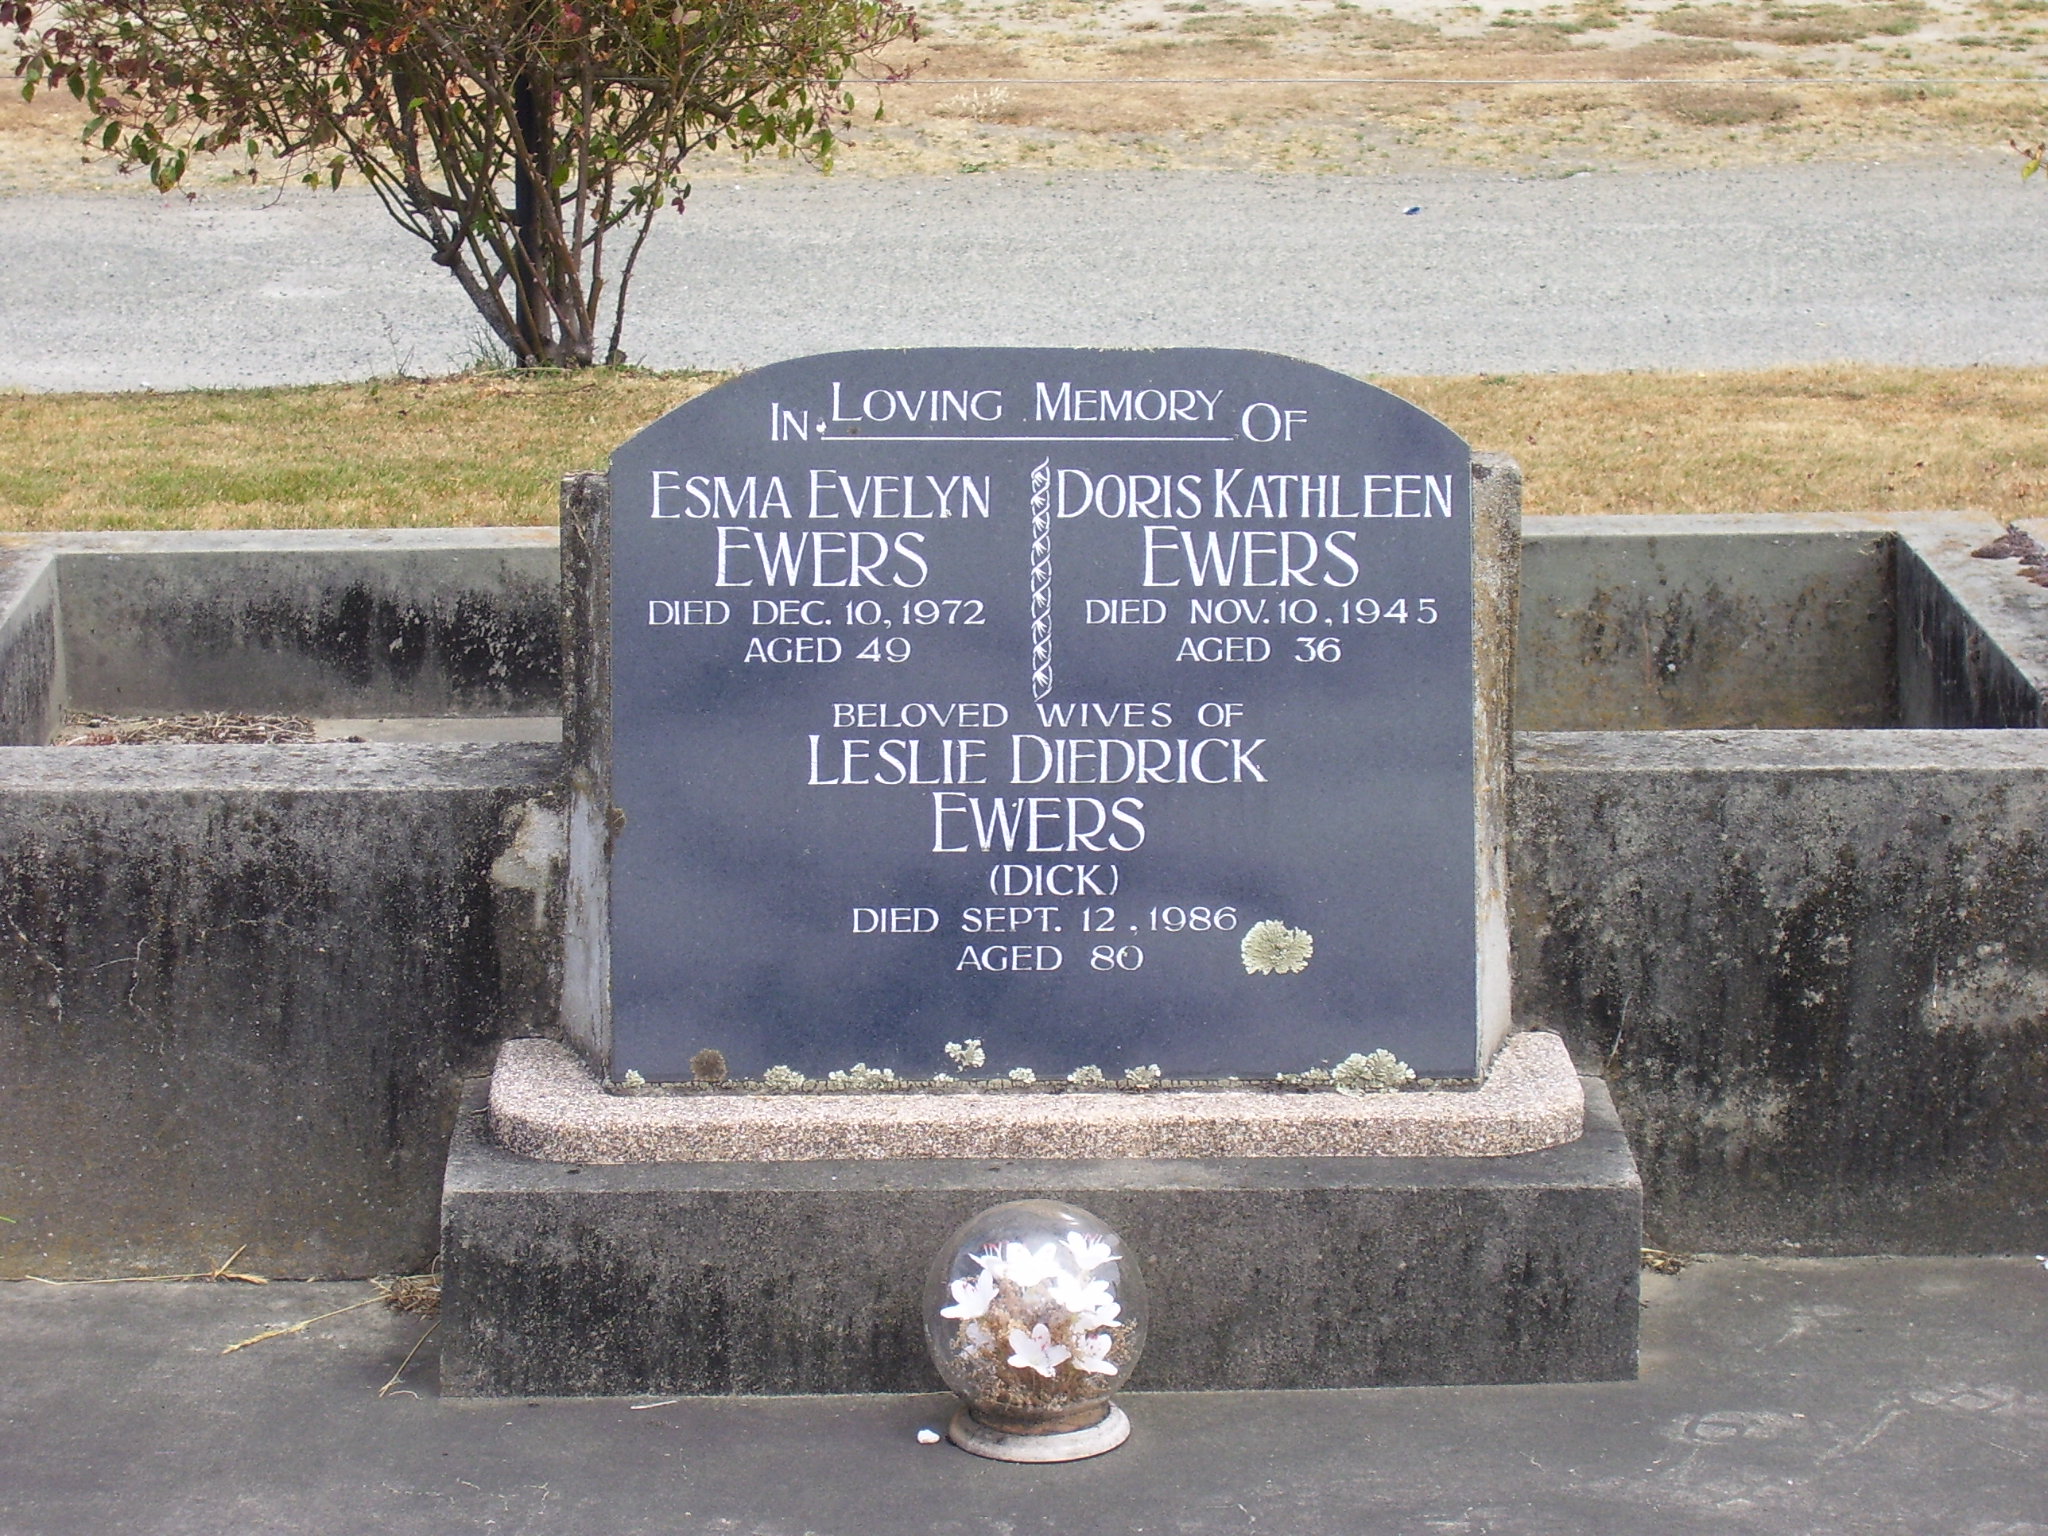 IN LOVING MEMORY OF
ESMA EVELYN
EWERS
DIED DEC. 10, 1972
AGED 49
DORIS KATHLEEN
EWERS
DIED NOV. 10, 1945
AGED 36
BELOVED WIVES OF
LESLIE DIEDRICK
EWERS
(DICK)
DIED SEPT. 12, 1986
AGED 80